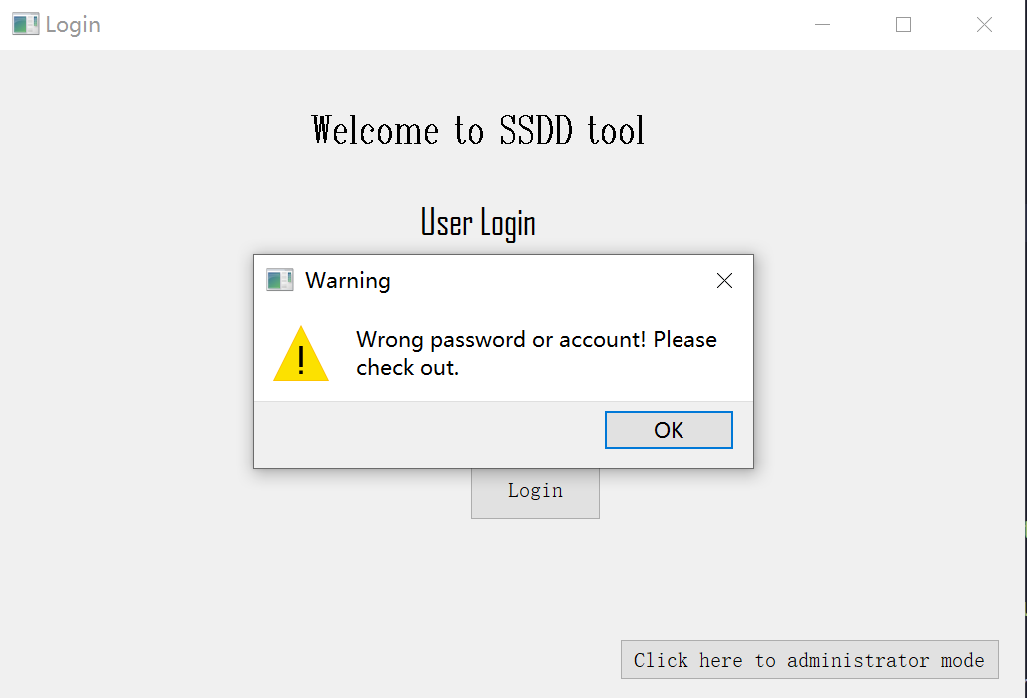 Login
Welcome to SSDD tool
User Login
Warning
Wrong password or account! Please
check out.
OK
Login
Click here to administrator mode